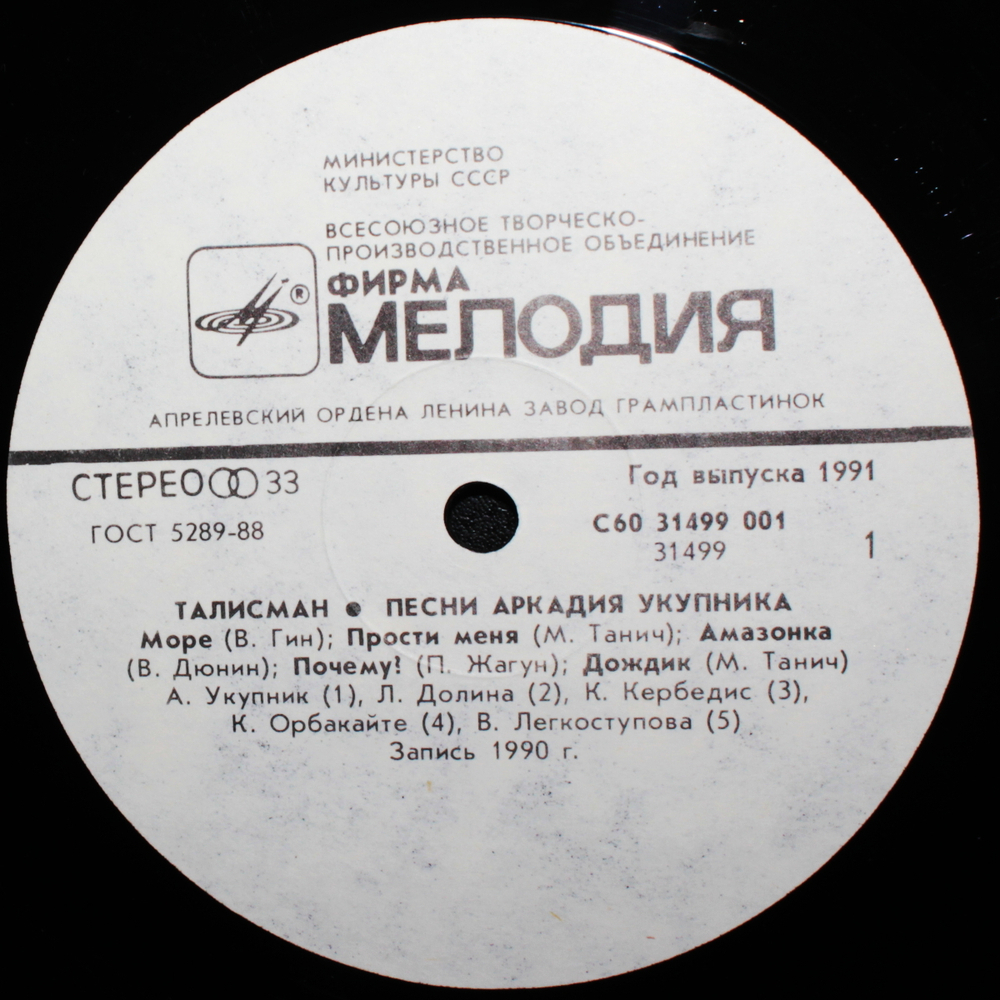 МИНИСТЕРСТВО
КУЛЬТУРЫ СССР
ВСЕСОЮЗНОЕ ТВОРЧЕСКО-
ПРОИЗВОДСТВЕННОЕ ОБЪЕДИНЕНИЕ
®
ФИРМА
МЕЛОДИЯ
АПРЕЛЕВСКИЙ ОРДЕНА ЛЕНИНА ЗАВОД ГРАМПЛАСТИНОК
СТЕРЕО 33
Год выпуска 1991
ГОСТ 5289-88
С60 31499 001
31499
1
ТАЛИСМАН • ПЕСНИ АРКАДИЯ УКУПНИКА
Море (В. Гин); Прости меня (М. Танич); Амазонка
(В. Дюнин); Почему? (П. Жагун); Дождик (М. Танич)
А. Укупник (1), Л. Долина (2), К. Кербедис (3),
К. Орбакайте (4), В. Легкоступова (5)
Запись 1990 г.